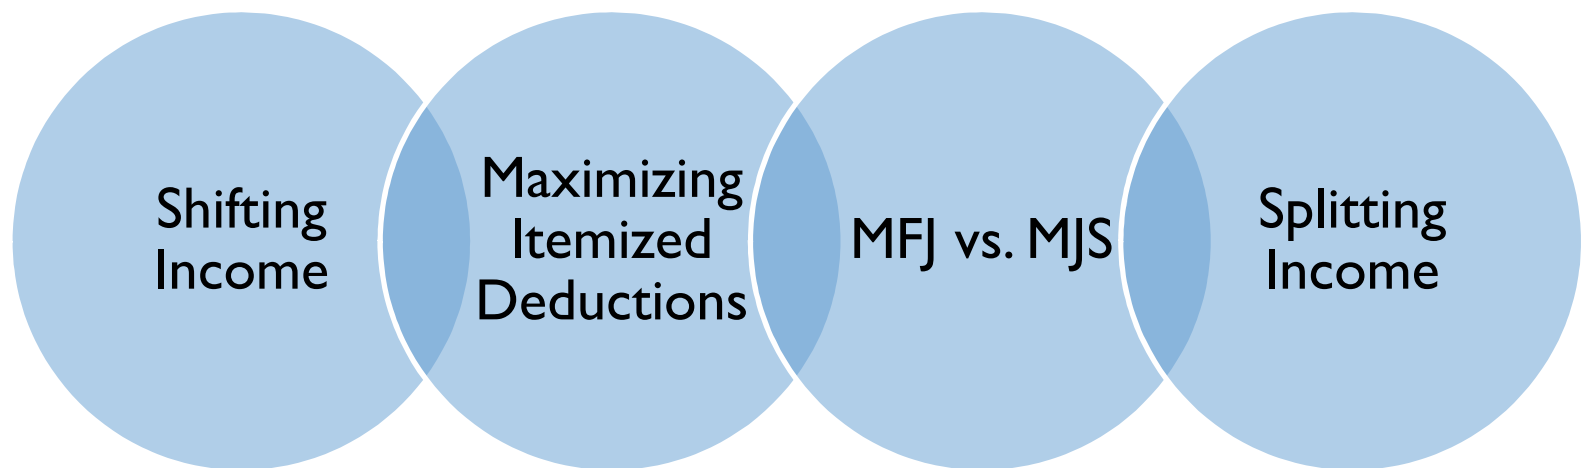 Shifting
Income
Maximizing
Itemized
Deductions
MFJ vs. MJS
Splitting
Income